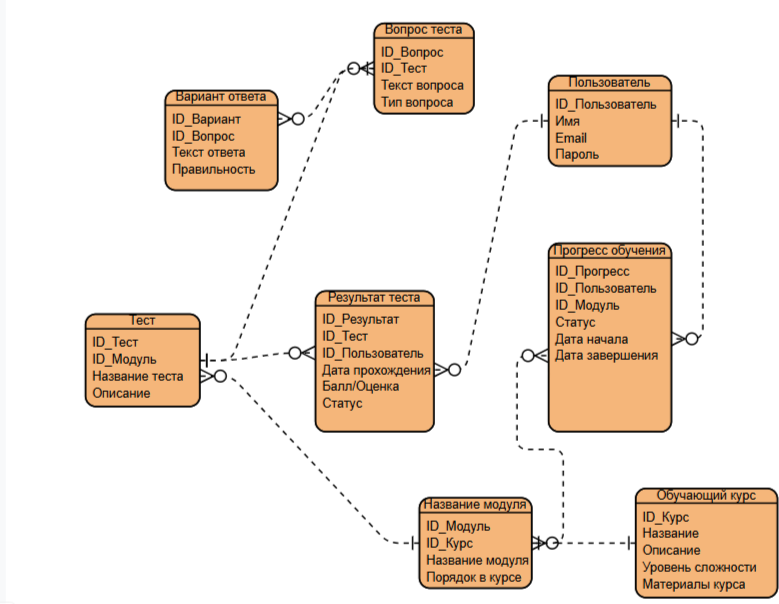 Вопрос теста
ID_Вопрос
ID_Тест
Текст вопроса
Тип вопроса
Вариант ответа
ID_Вариант
ID_Вопрос
Текст ответа
Правильность
Пользователь
ID_Пользователь
Имя
Email
Пароль
Прогресс обучения
ID_Прогресс
ID_Пользователь
ID_Модуль
Статус
Дата начала
Дата завершения
Результат теста
ID_Результат
ID_Тест
ID_Пользователь
Дата прохождения
Балл/Оценка
Статус
Тест
ID_Тест
ID_Модуль
Название теста
Описание
Название модуля
ID_Модуль
ID_Курс
Название модуля
Порядок в курсе
Обучающий курс
ID_Курс
Название
Описание
Уровень сложности
Материалы курса